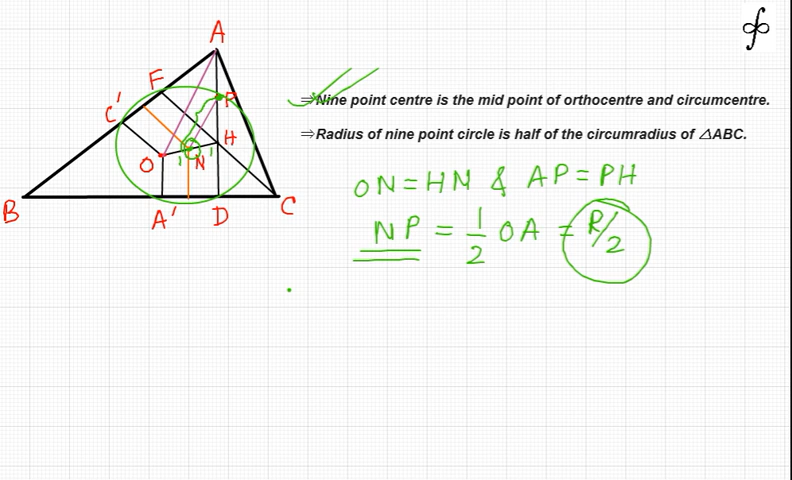 A
F
C'
P
⇒Nine point centre is the mid point of orthocentre and circumcentre.
H
⇒Radius of nine point circle is half of the circumradius of △ABC.
O
N
ON = HN & AP = PH
B
A'
D
C
NP = 1/2 OA = R/2